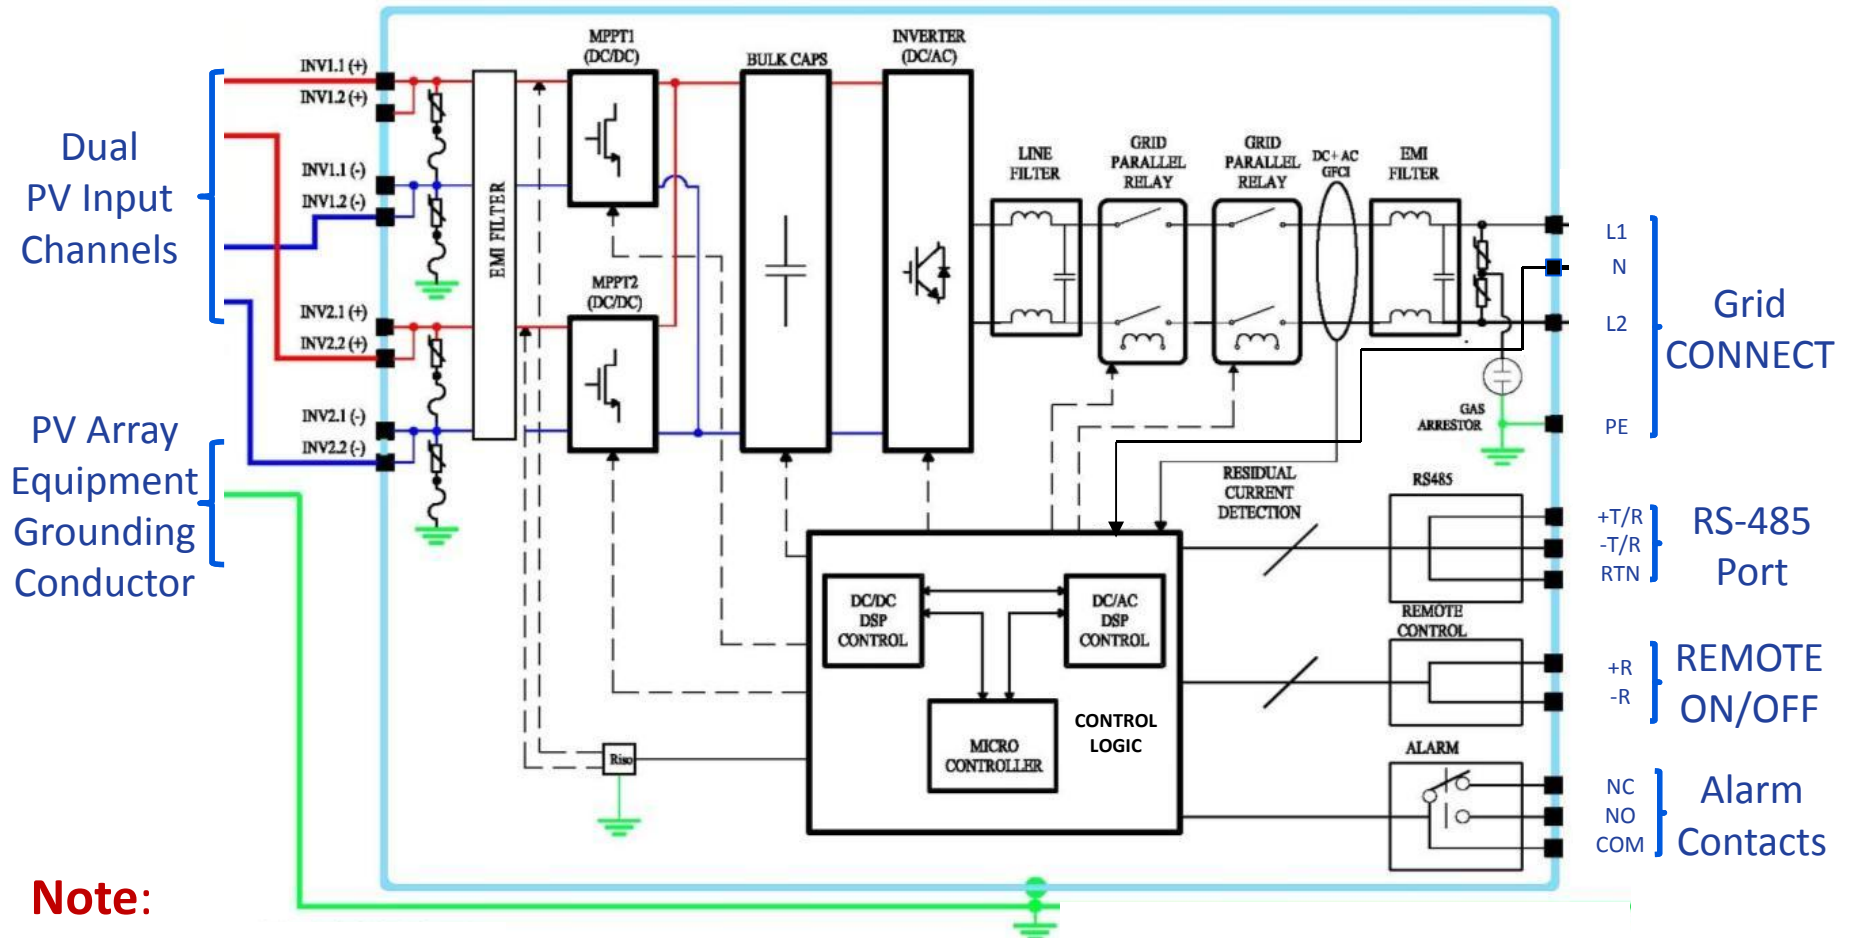 Dual
PV Input
Channels
PV Array
Equipment
Grounding
Conductor
Note:
INV1.1 (+)
INV1.2 (+)
INV1.1 (-)
INV1.2 (-)
INV2.1 (+)
INV2.2 (+)
INV2.1 (-)
INV2.2 (-)
EMI FILTER
MPPT1
(DC/DC)
MPPT2
(DC/DC)
BULK CAPS
INVERTER
(DC/AC)
LINE
FILTER
GRID
PARALLEL
RELAY
GRID
PARALLEL
RELAY
DC+AC
GFCI
EMI
FILTER
GAS
ARRESTOR
RESIDUAL
CURRENT
DETECTION
Riso
DC/DC
DSP
CONTROL
DC/AC
DSP
CONTROL
MICRO
CONTROLLER
CONTROL
LOGIC
RS485
REMOTE
CONTROL
ALARM
L1
N
L2
PE
+T/R
-T/R
RTN
+R
-R
NC
NO
COM
Grid
CONNECT
RS-485
Port
REMOTE
ON/OFF
Alarm
Contacts